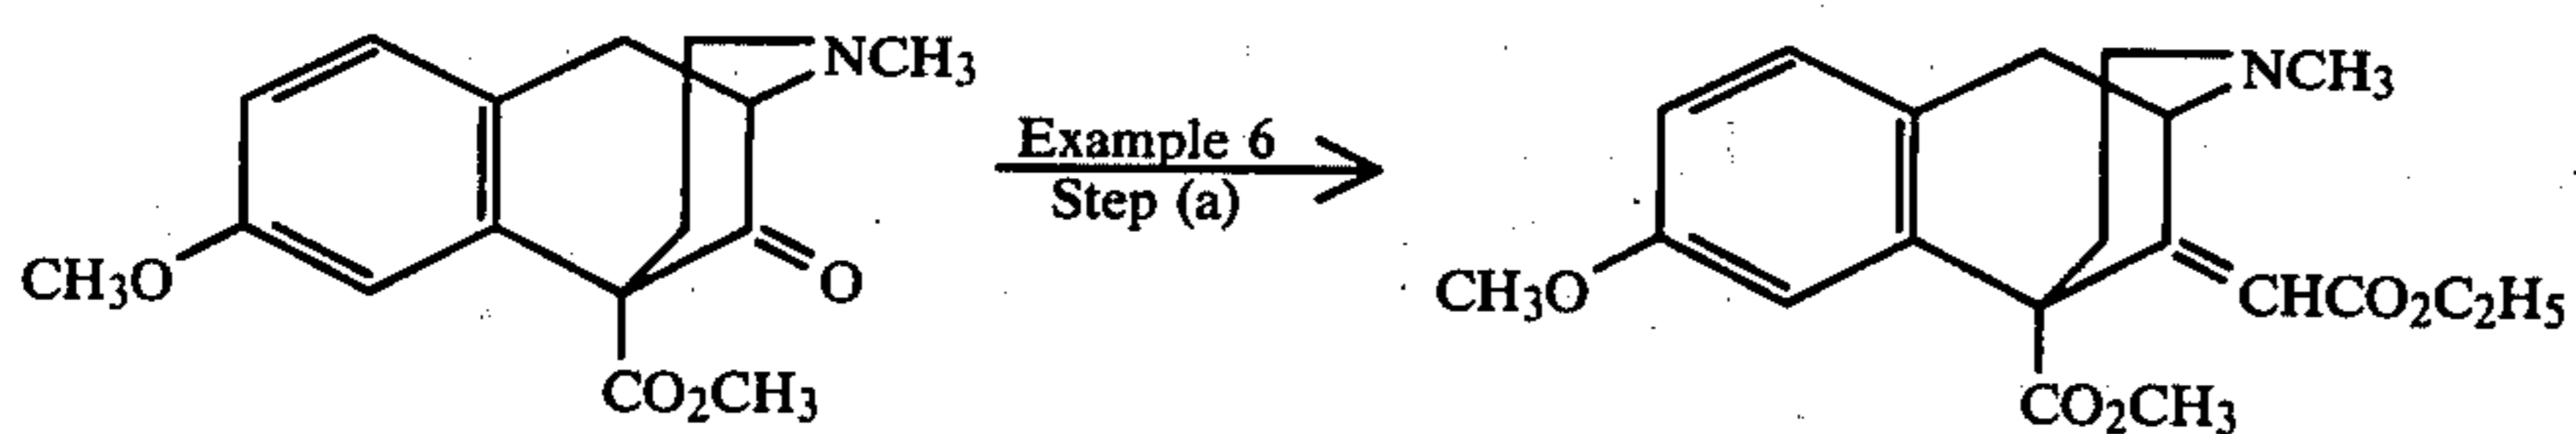 NCH₃
NCH₃
Example 6
Step (a)
CH₃O
O
CH₃O
CHCO₂C₂H₅
CO₂CH₃
CO₂CH₃